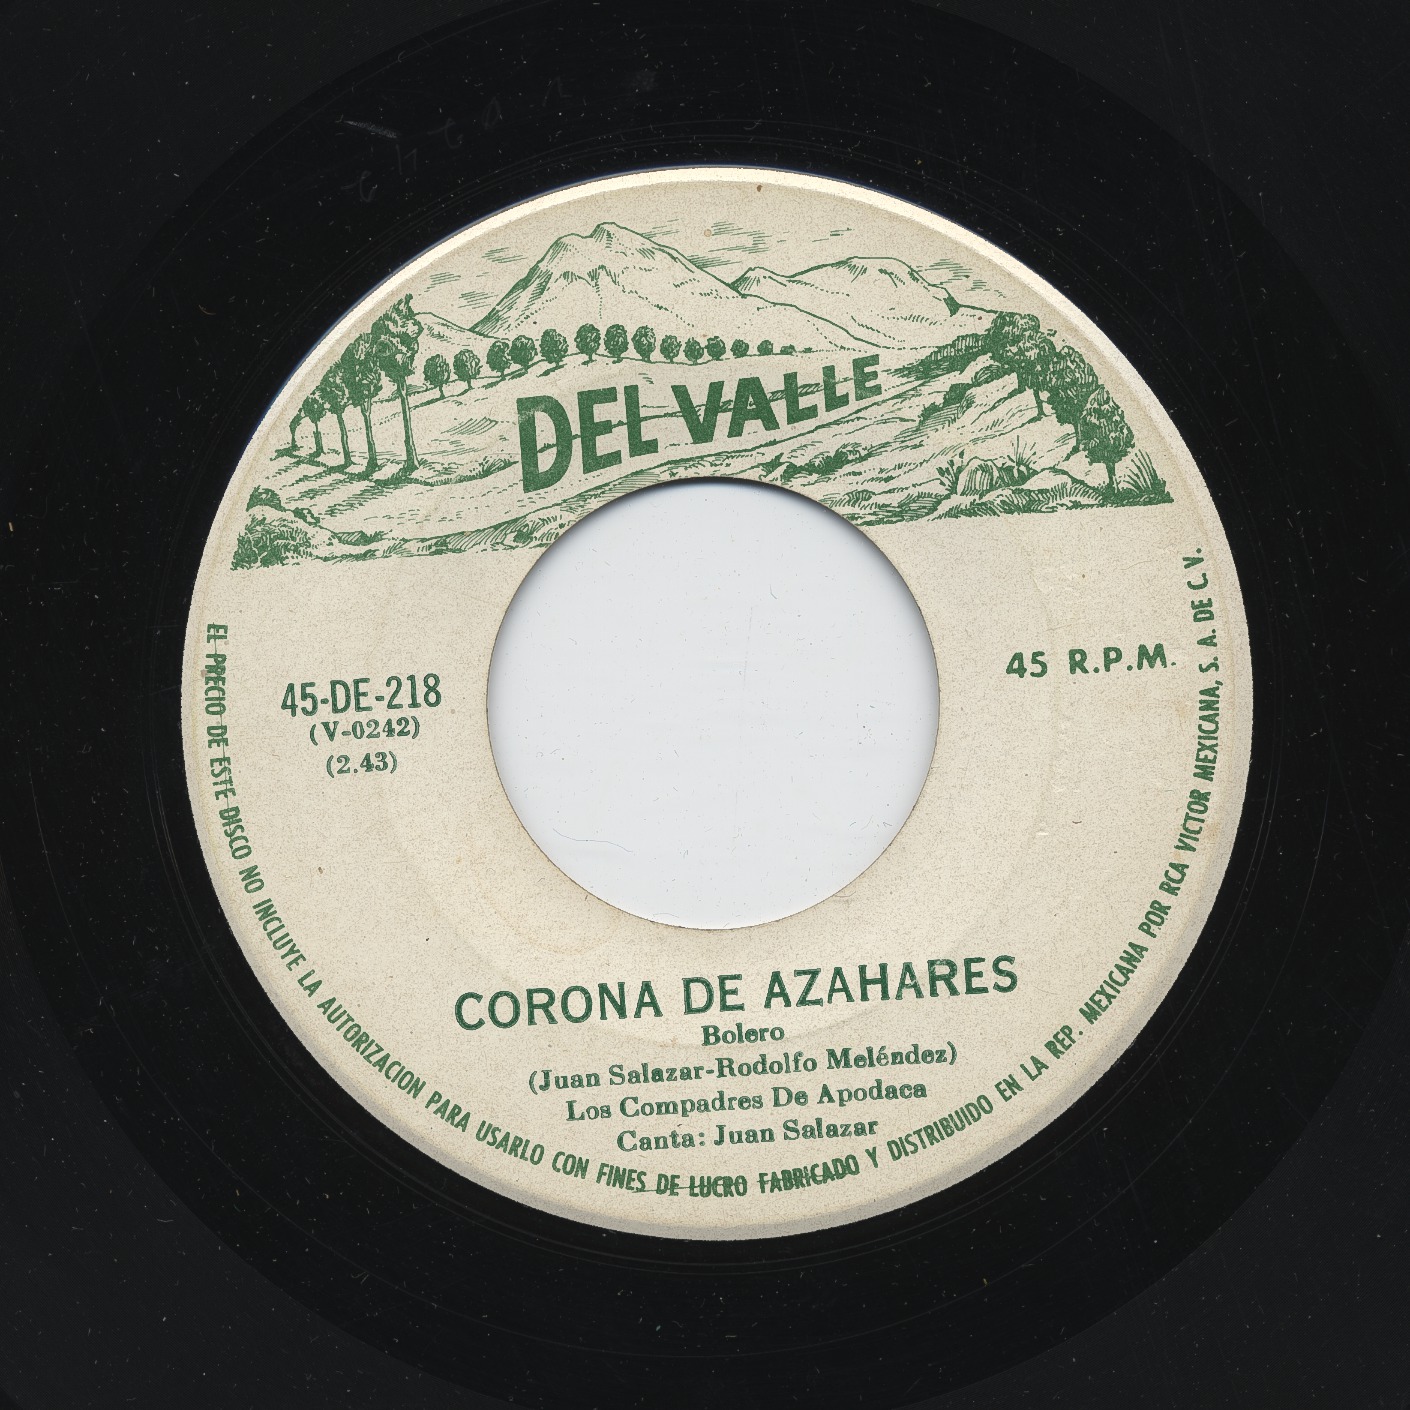 DEL VALLE
45-DE-218
(V-0242)
(2.43)
45 R.P.M.
CORONA DE AZAHARES
Bolero
(Juan Salazar-Rodolfo Meléndez)
Los Compadres De Apodaca
Canta: Juan Salazar
EL PRECIO DE ESTE DISCO NO INCLUYE LA AUTORIZACION PARA USARLO CON FINES DE LUCRO FABRICADO Y DISTRIBUIDO EN LA REP. MEXICANA POR RCA VICTOR MEXICANA, S. A. DE C.V.